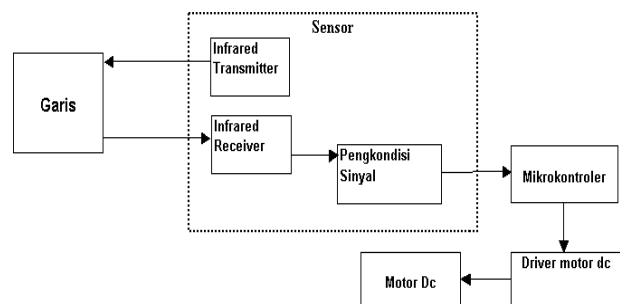 Sensor
Infrared
Transmitter
Garis
Infrared
Receiver
Pengkondisi
Sinyal
Mikrokontroler
Driver motor dc
Motor Dc